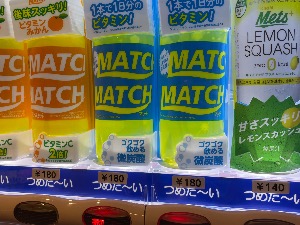 後味スッキリ!
ビタミン
みかん
MATCH
MATCH
ビタミンC
2倍!
1本で1日分の
ビタミン!
MATCH
MATCH
ゴクゴク
飲める
微炭酸
1本で1日分の
ビタミン!
MATCH
MATCH
ゴクゴク
飲める
微炭酸
Mets
LEMON
SQUASH
甘さスッキリ
レモンスカッシュ
¥180
¥180
¥140
つめた〜い
つめた〜い
つめた〜い
つめた〜い